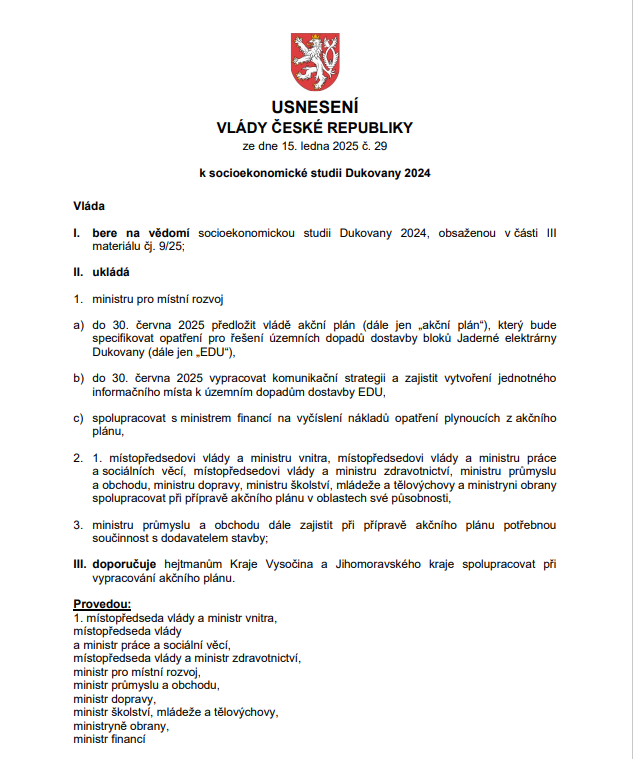 USNESENÍ
VLÁDY ČESKÉ REPUBLIKY
ze dne 15. ledna 2025 č. 29
k socioekonomické studii Dukovany 2024
Vláda
I. bere na vědomí socioekonomickou studii Dukovany 2024, obsaženou v části III
materiálu čj. 9/25;
II. ukládá
1. ministru pro místní rozvoj
a) do 30. června 2025 předložit vládě akční plán (dále jen „akční plán“), který bude
specifikovat opatření pro řešení územních dopadů dostavby bloků Jaderné elektrárny
Dukovany (dále jen „EDU“),
b) do 30. června 2025 vypracovat komunikační strategii a zajistit vytvoření jednotného
informačního místa k územním dopadům dostavby EDU,
c) spolupracovat s ministrem financí na vyčíslení nákladů opatření plynoucích z akčního
plánu,
2. 1. místopředsedovi vlády a ministru vnitra, místopředsedovi vlády a ministru práce
a sociálních věcí, místopředsedovi vlády a ministru zdravotnictví, ministru průmyslu
a obchodu, ministru dopravy, ministru školství, mládeže a tělovýchovy a ministryni obrany
spolupracovat při přípravě akčního plánu v oblastech své působnosti,
3. ministru průmyslu a obchodu dále zajistit při přípravě akčního plánu potřebnou
součinnost s dodavatelem stavby;
III. doporučuje hejtmanům Kraje Vysočina a Jihomoravského kraje spolupracovat při
vypracování akčního plánu.
Provedou:
1. místopředseda vlády a ministr vnitra,
místopředseda vlády
a ministr práce a sociální věcí,
místopředseda vlády a ministr zdravotnictví,
ministr pro místní rozvoj,
ministr průmyslu a obchodu,
ministr dopravy,
ministr školství, mládeže a tělovýchovy,
ministryně obrany,
ministr financí